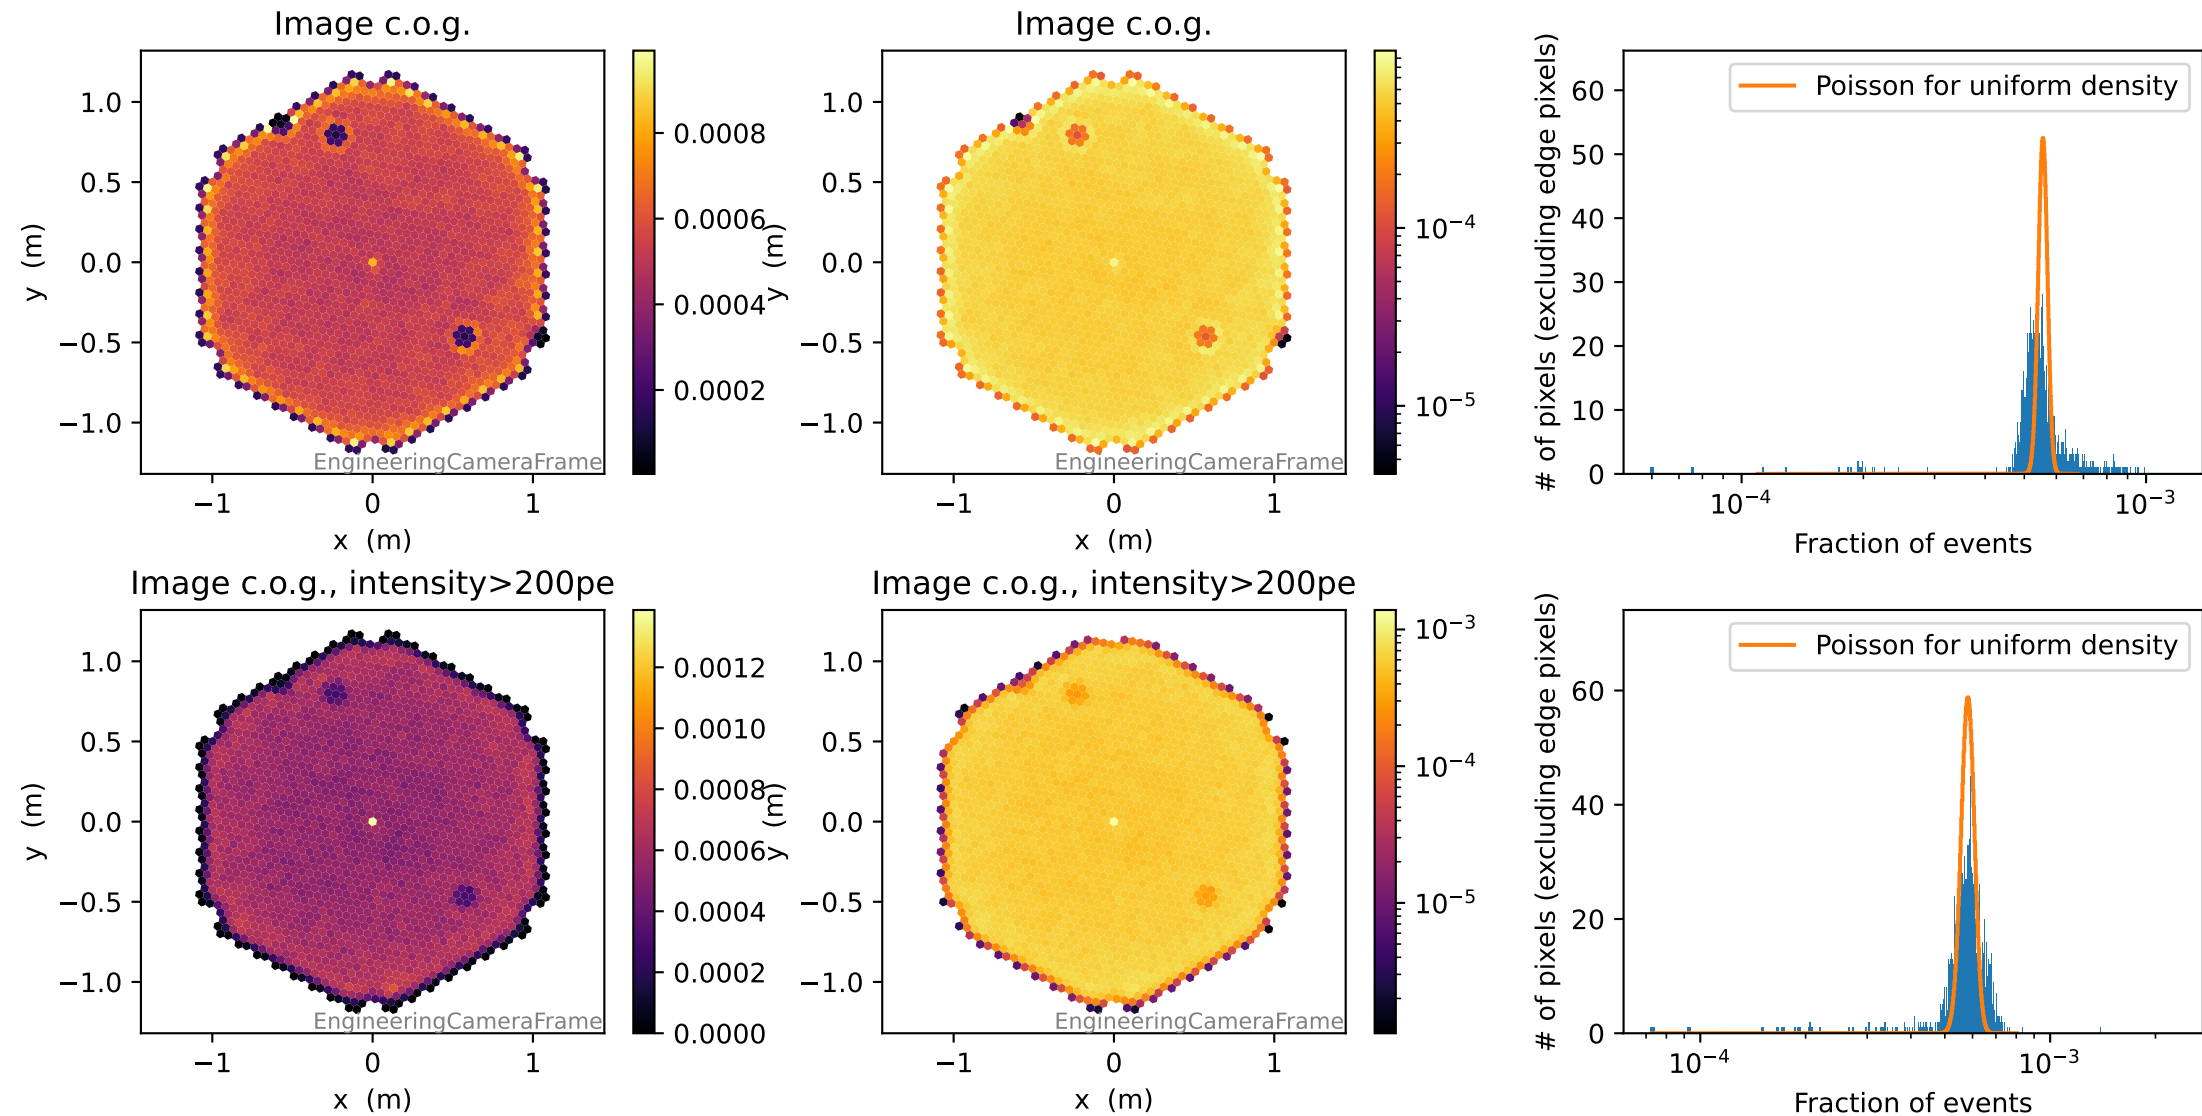 Image c.o.g.
1.0
0.5
0.0
−0.5
−1.0
y (m)
−1
0
1
x (m)
EngineeringCameraFrame
0.0008
0.0006
0.0004
0.0002
Image c.o.g.
1.0
0.5
0.0
−0.5
−1.0
y (m)
−1
0
1
x (m)
EngineeringCameraFrame
10⁻⁴
10⁻⁵
# of pixels (excluding edge pixels)
60
50
40
30
20
10
0
Poisson for uniform density
10⁻⁴
10⁻³
Fraction of events
Image c.o.g., intensity>200pe
1.0
0.5
0.0
−0.5
−1.0
y (m)
−1
0
1
x (m)
EngineeringCameraFrame
0.0012
0.0010
0.0008
0.0006
0.0004
0.0002
0.0000
Image c.o.g., intensity>200pe
1.0
0.5
0.0
−0.5
−1.0
y (m)
−1
0
1
x (m)
EngineeringCameraFrame
10⁻³
10⁻⁴
10⁻⁵
# of pixels (excluding edge pixels)
60
40
20
0
Poisson for uniform density
10⁻⁴
10⁻³
Fraction of events